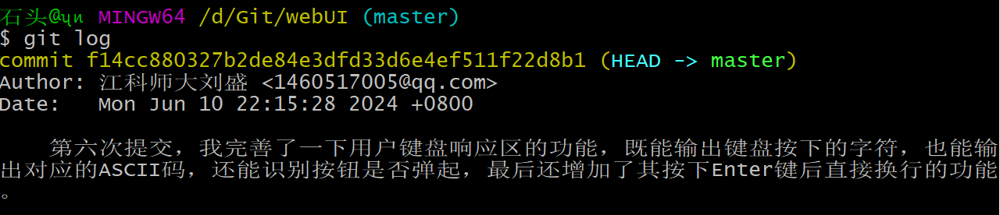 石头@૫ท MINGW64 /d/Git/webUI (master)
$ git log
commit f14cc880327b2de84e3dfd33d6e4ef511f22d8b1 (HEAD -> master)
Author: 江科师大刘盛 <1460517005@qq.com>
Date:   Mon Jun 10 22:15:28 2024 +0800
    第六次提交，我完善了一下用户键盘响应区的功能，既能输出键盘按下的字符，也能输
出对应的ASCII码，还能识别按钮是否弹起，最后还增加了其按下Enter键后直接换行的功能
。